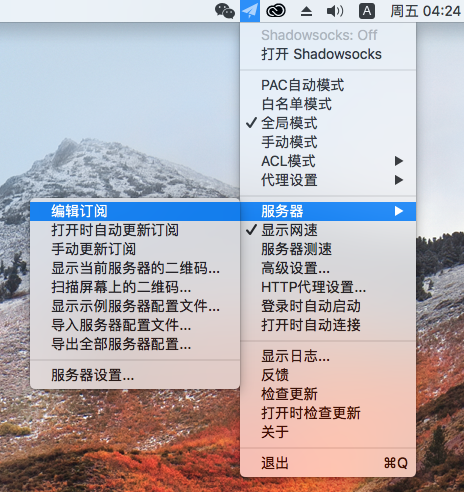 A 周五 04:24
Shadowsocks: Off
打开 Shadowsocks
PAC自动模式
白名单模式
全局模式
手动模式
ACL模式
代理设置
服务器
显示网速
服务器测速
高级设置...
HTTP代理设置...
登录时自动启动
打开时自动连接
显示日志...
反馈
检查更新
打开时检查更新
关于
退出 ⌘Q
编辑订阅
打开时自动更新订阅
手动更新订阅
显示当前服务器的二维码...
扫描屏幕上的二维码...
显示示例服务器配置文件...
导入服务器配置文件...
导出全部服务器配置...
服务器设置...